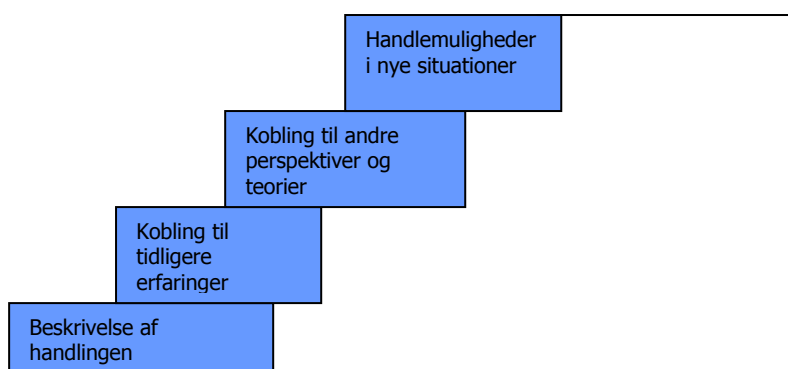 Handlemuligheder
i nye situationer
Kobling til andre
perspektiver og
teorier
Kobling til
tidligere
erfaringer
Beskrivelse af
handlingen